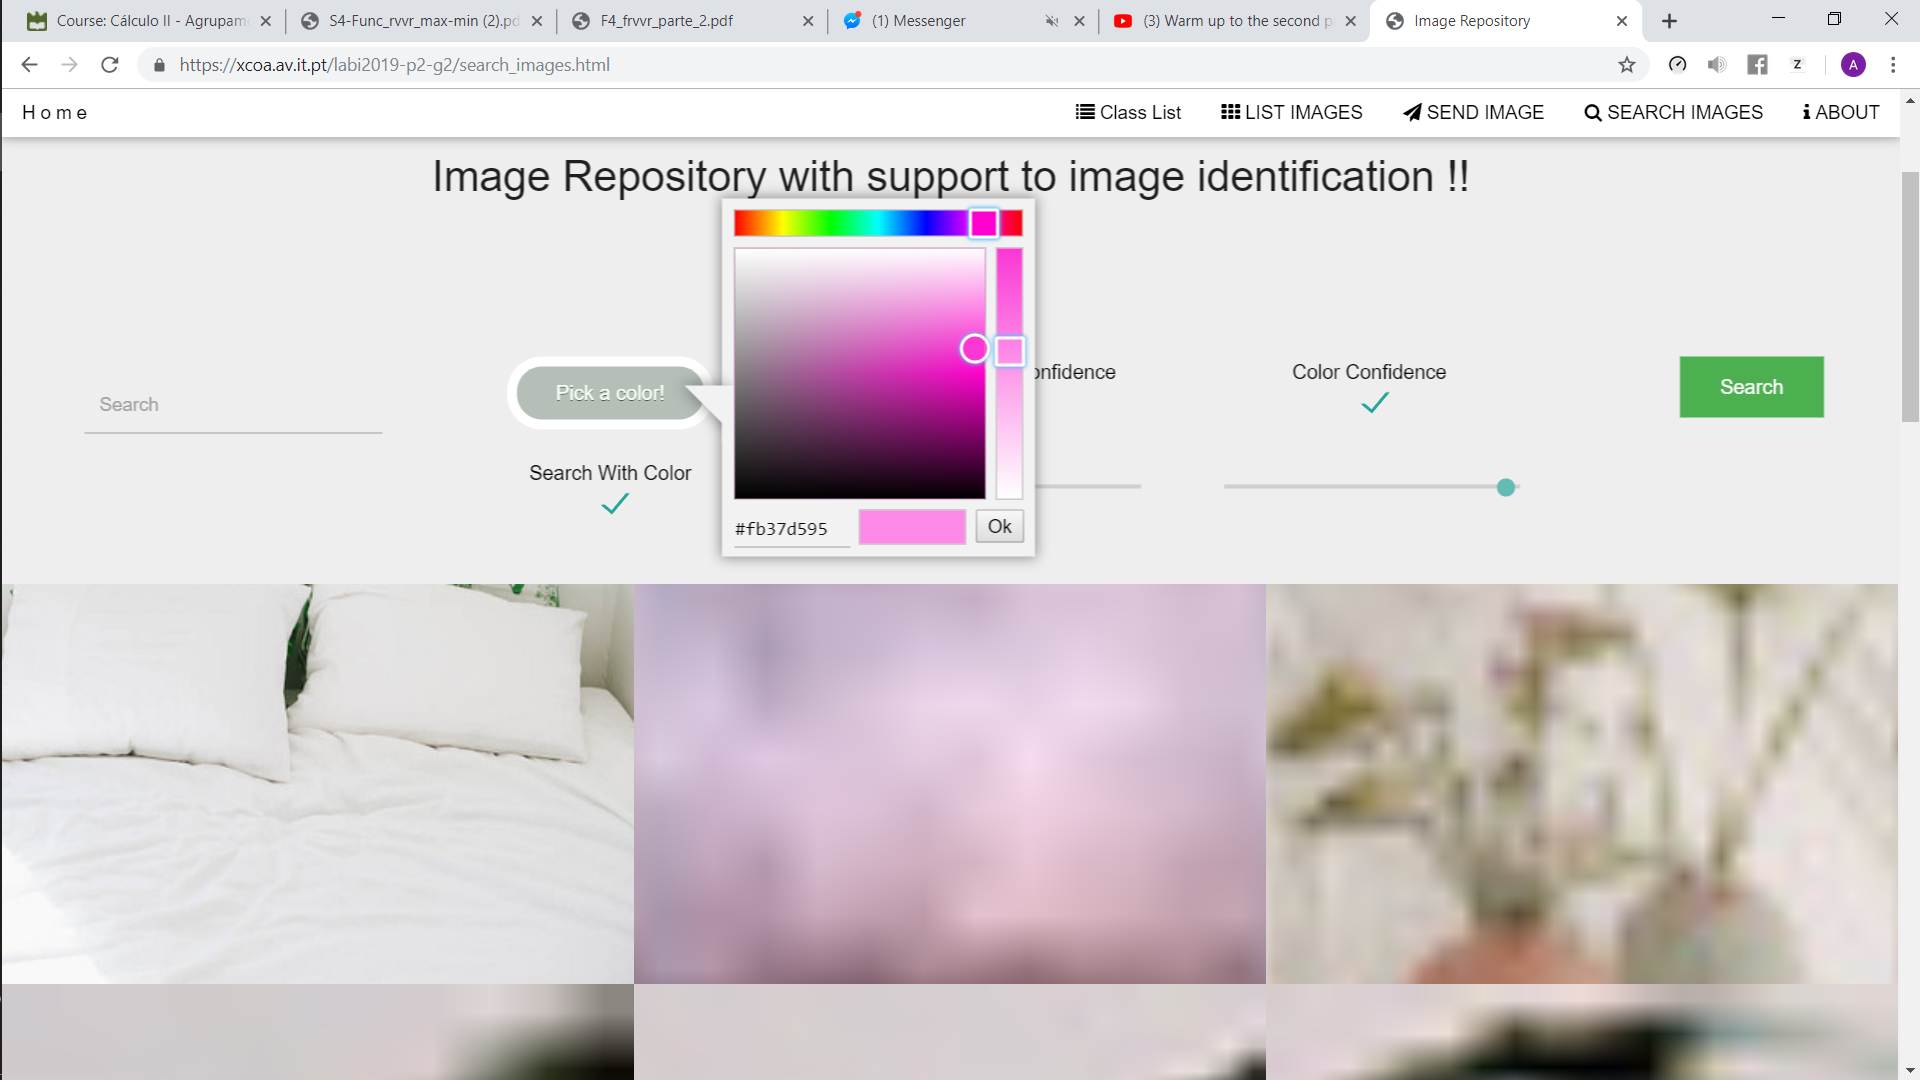 Course: Cálculo II - Agrupame
S4-Func_rvvr_max-min (2).pd
F4_frvvr_parte_2.pdf
(1) Messenger
(3) Warm up to the second p
Image Repository
https://xcoa.av.it.pt/labi2019-p2-g2/search_images.html
Z
A
Home
Class List
LIST IMAGES
SEND IMAGE
SEARCH IMAGES
ABOUT
Image Repository with support to image identification !!
Search
Pick a color!
Search With Color
#fb37d595
Ok
onfidence
Color Confidence
Search